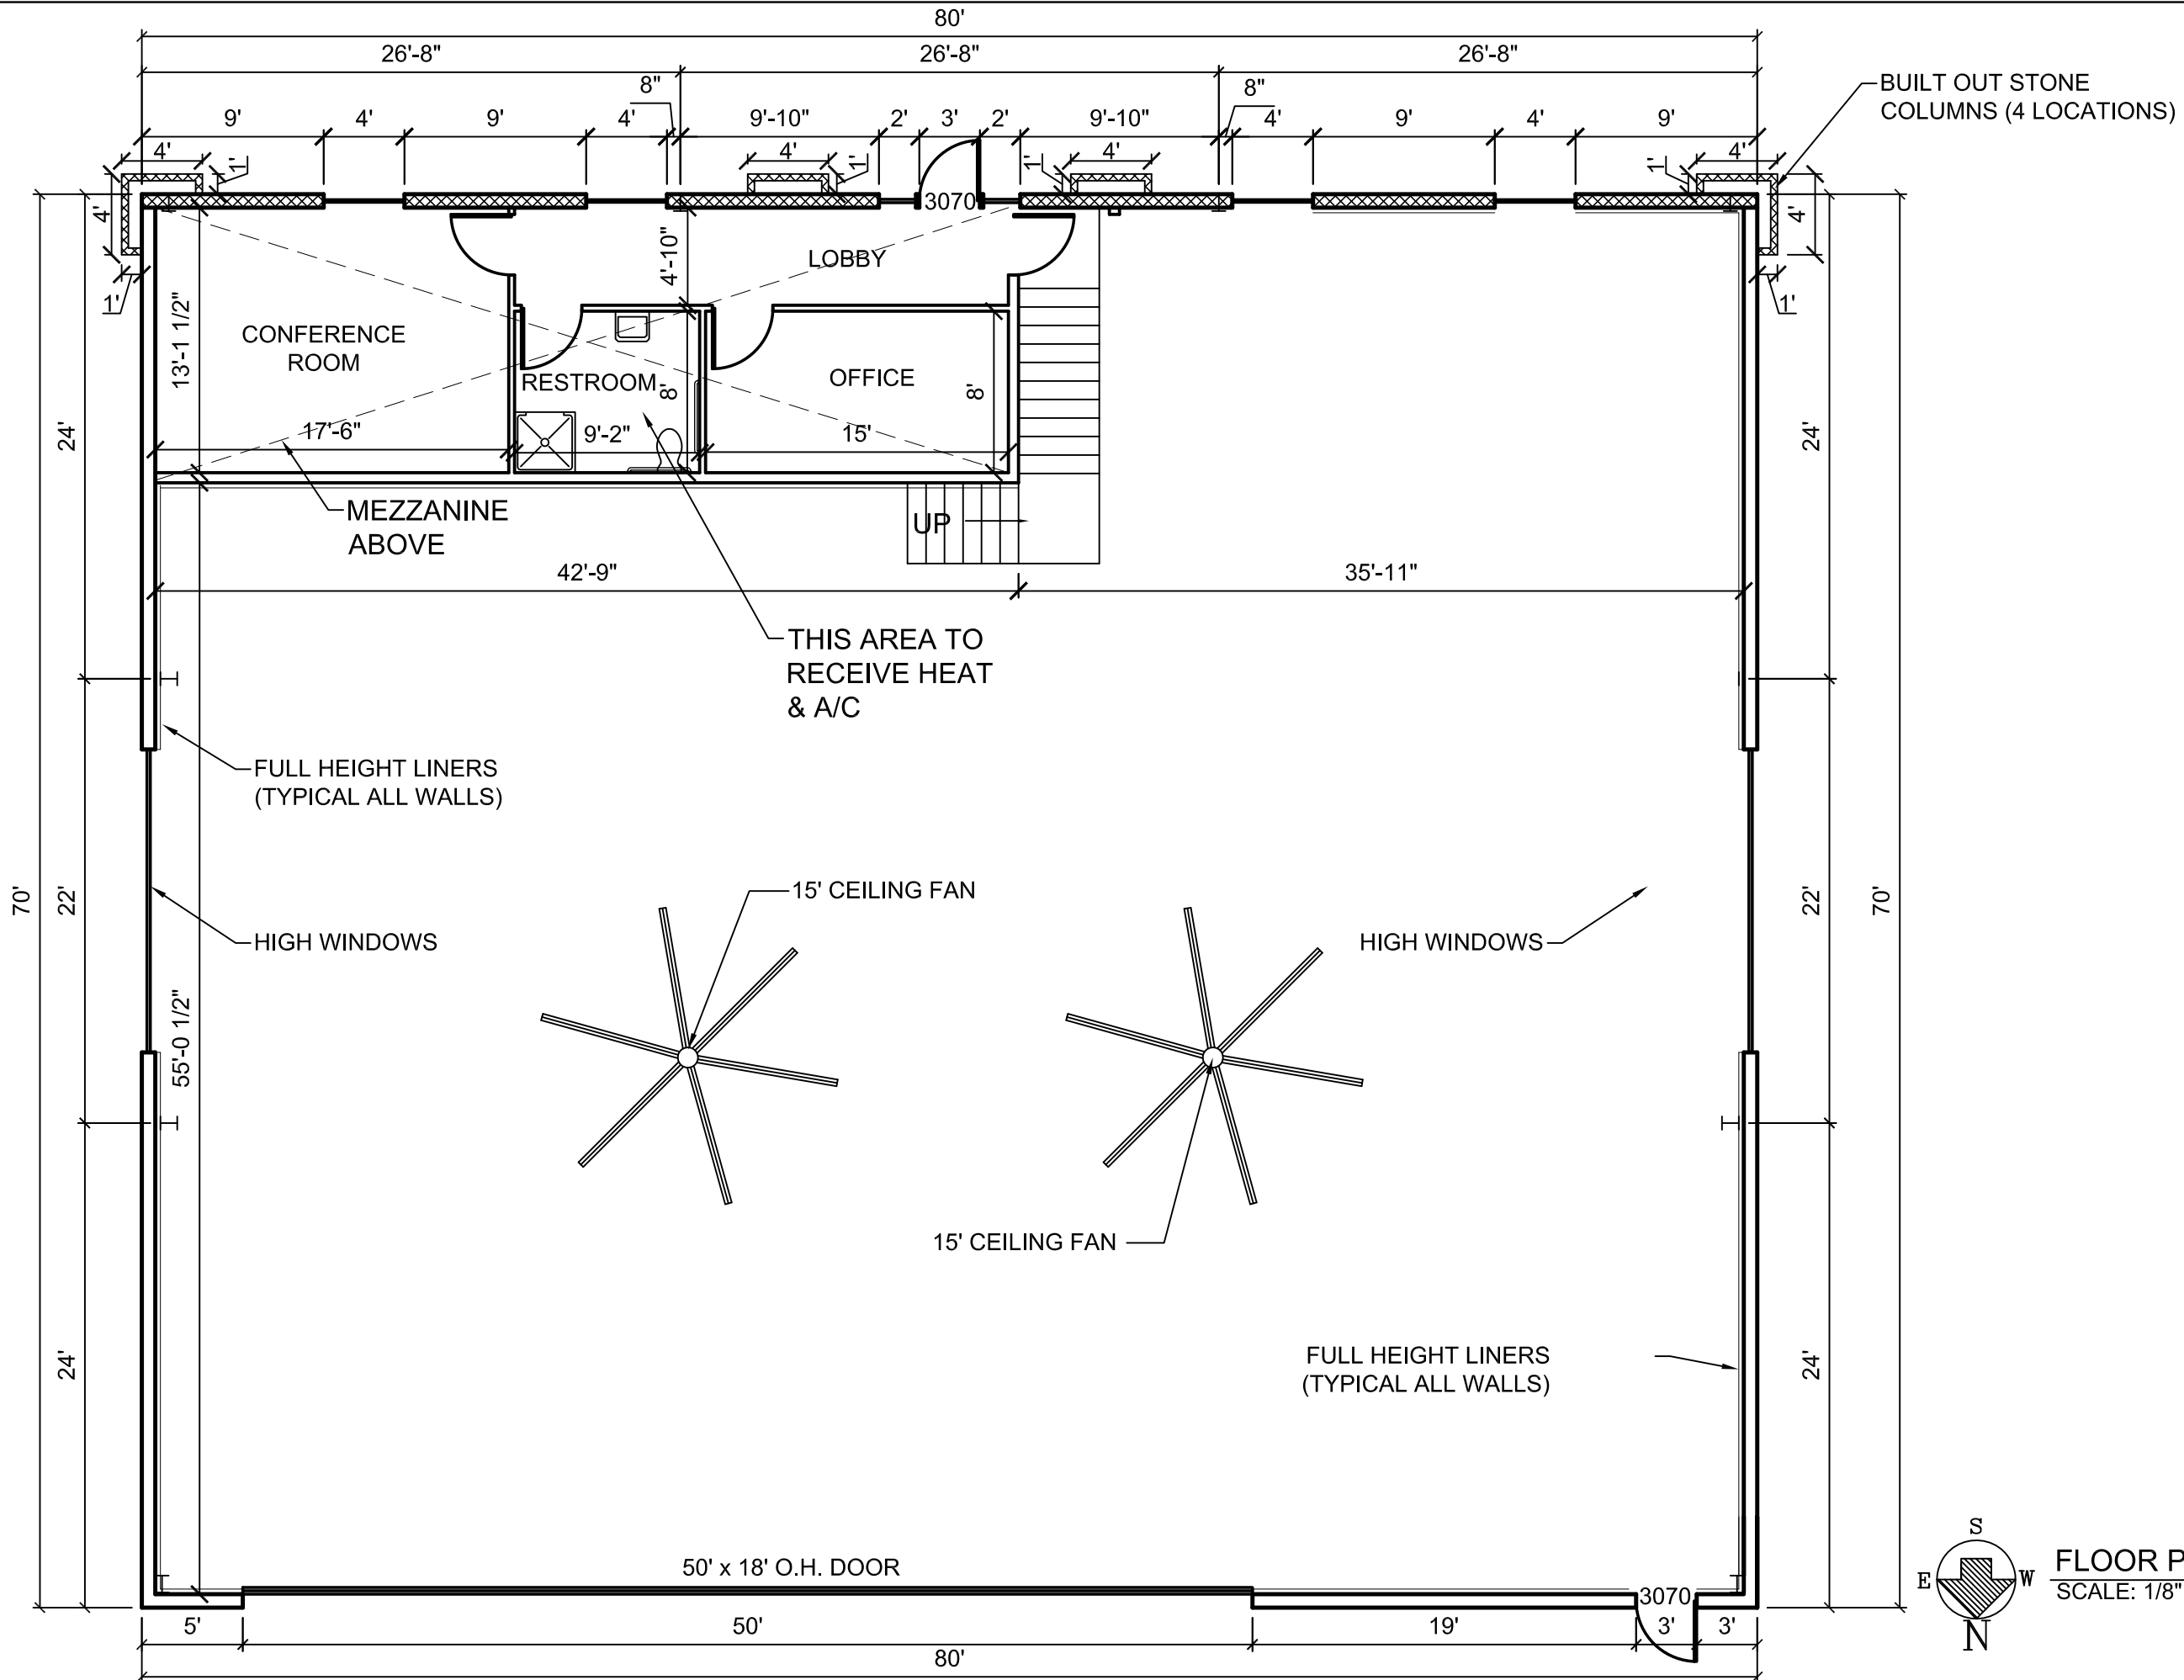 80'
26'-8" 26'-8" 26'-8"
8" 8"
BUILT OUT STONE
COLUMNS (4 LOCATIONS)
9' 4' 9' 4' 9'-10" 2' 3' 2' 9'-10" 4' 9' 4' 9'
4' 1' 4' 1' 1' 4' 1' 4'
3070
4' 4'
1' 1'
4'-10" LOBBY
13'-1 1/2"
CONFERENCE
ROOM
RESTROOM 8'
OFFICE 8'
17'-6" 9'-2" 15'
24' 24'
MEZZANINE
ABOVE
UP
42'-9" 35'-11"
THIS AREA TO
RECEIVE HEAT
& A/C
FULL HEIGHT LINERS
(TYPICAL ALL WALLS)
15' CEILING FAN
70' 22' 22' 70'
HIGH WINDOWS HIGH WINDOWS
55'-0 1/2"
15' CEILING FAN
24' 24'
FULL HEIGHT LINERS
(TYPICAL ALL WALLS)
50' x 18' O.H. DOOR
3070
5' 50' 19' 3' 3'
80'
S
E W
N
FLOOR P
SCALE: 1/8"